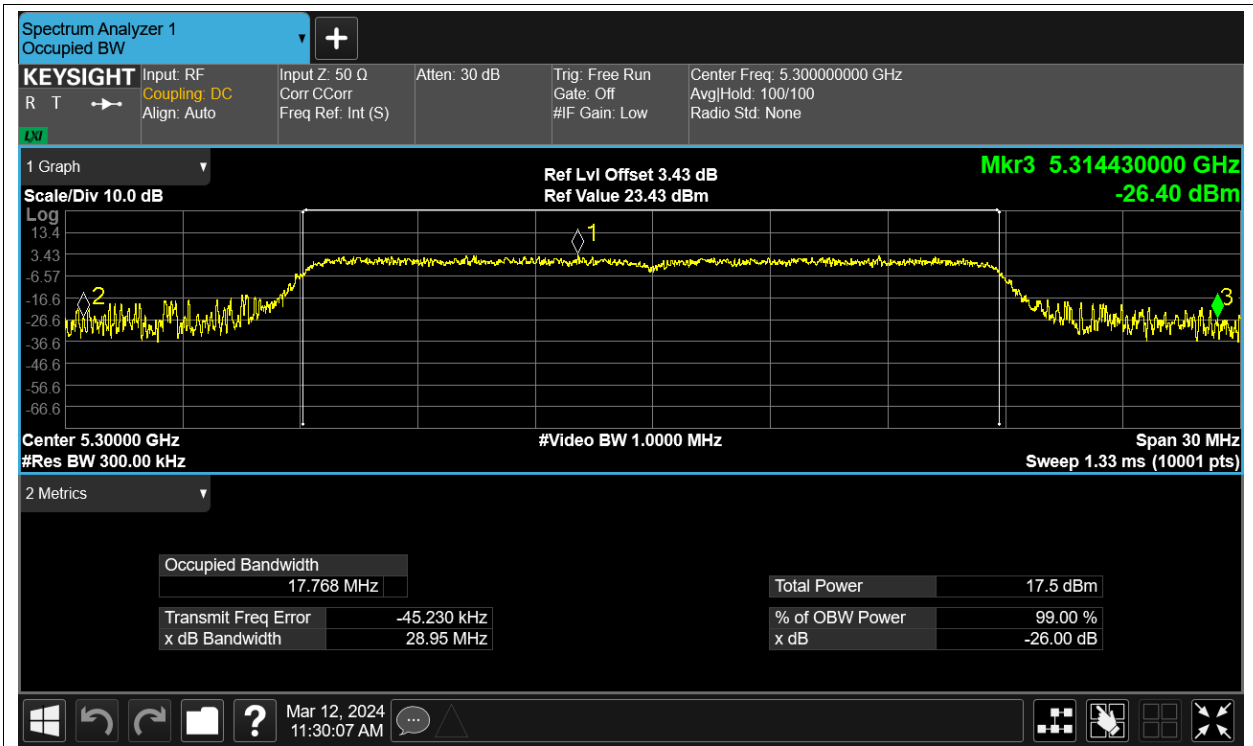 Spectrum Analyzer 1
Occupied BW
KEYSIGHT
R T
LXI
Input: RF
Coupling: DC
Align: Auto
Input Z: 50 Ω
Corr CCorr
Freq Ref: Int (S)
Atten: 30 dB
Trig: Free Run
Gate: Off
#IF Gain: Low
Center Freq: 5.300000000 GHz
Avg|Hold: 100/100
Radio Std: None
1 Graph
Scale/Div 10.0 dB
Ref Lvl Offset 3.43 dB
Ref Value 23.43 dBm
Mkr3 5.314430000 GHz
-26.40 dBm
Log
13.4
3.43
-6.57
-16.6
-26.6
-36.6
-46.6
-56.6
-66.6
1
2
3
Center 5.30000 GHz
#Res BW 300.00 kHz
#Video BW 1.0000 MHz
Span 30 MHz
Sweep 1.33 ms (10001 pts)
2 Metrics
Occupied Bandwidth
17.768 MHz
Transmit Freq Error -45.230 kHz
x dB Bandwidth 28.95 MHz
Total Power 17.5 dBm
% of OBW Power 99.00 %
x dB -26.00 dB
?
Mar 12, 2024
11:30:07 AM